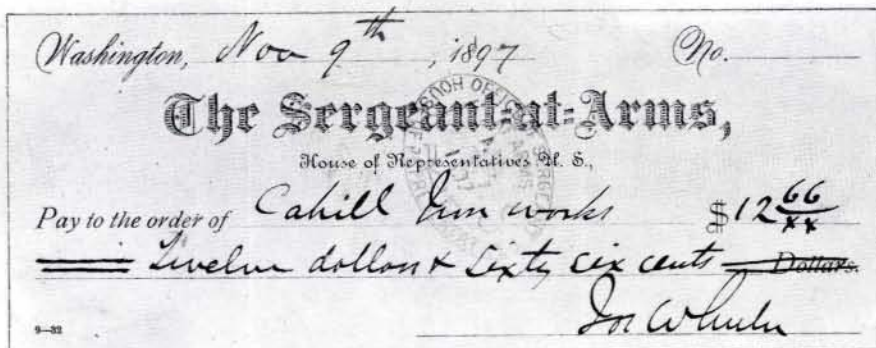 Washington, Nov 9th, 1897 No.
The Sergeant-at-Arms,
House of Representatives U. S.,
Pay to the order of Cahill Iron works $12 66/xx
Twelve dollars & Sixty six cents Dollars.
9—32 Jos Wheeler